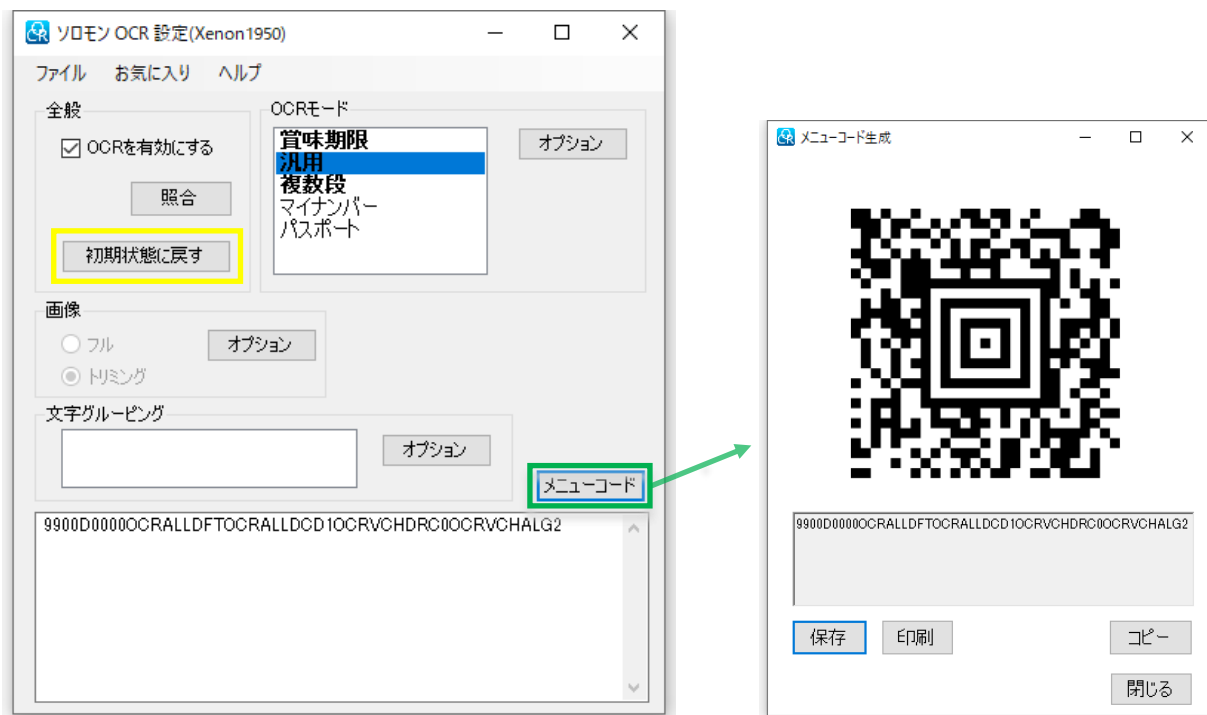 ソロモン OCR 設定(Xenon1950)
ファイル お気に入り ヘルプ
全般
OCRを有効にする
照合
初期状態に戻す
OCRモード
賞味期限
汎用
複数段
マイナンバー
パスポート
オプション
画像
フル
トリミング
オプション
文字グルーピング
オプション
メニューコード
9900D0000OCRALLDFTOCRALLDCD1OCRVCHDRC0OCRVCHALG2
メニューコード生成
9900D0000OCRALLDFTOCRALLDCD1OCRVCHDRC0OCRVCHALG2
保存
印刷
コピー
閉じる